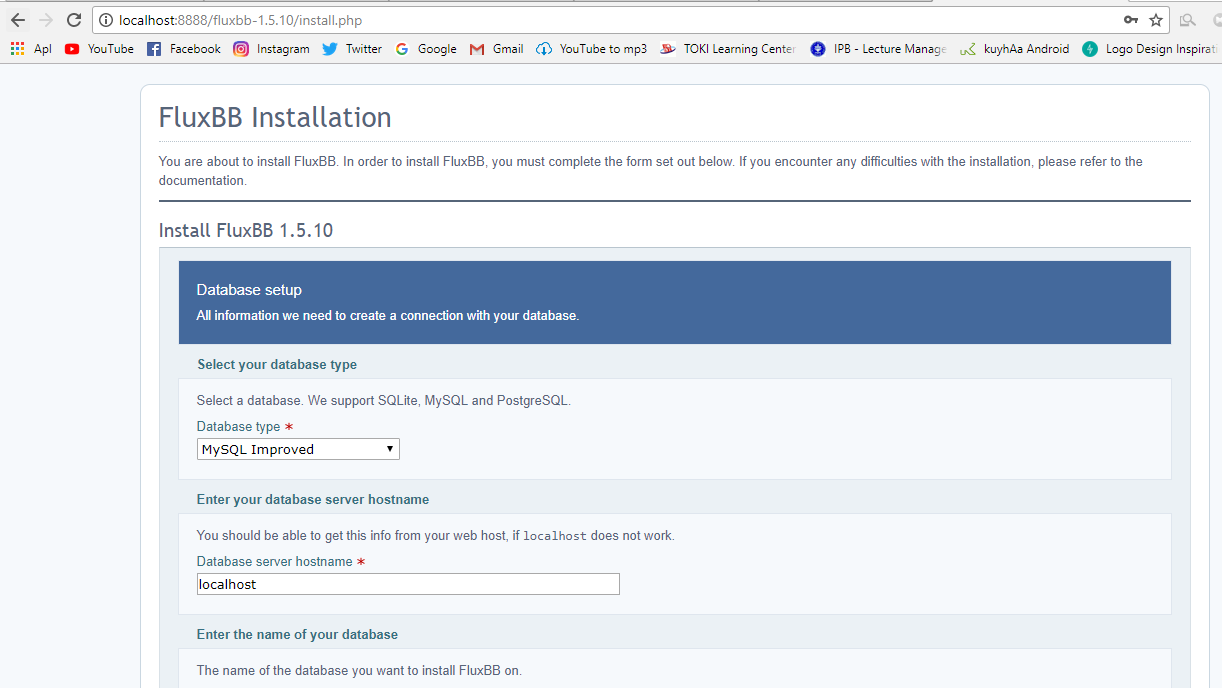 localhost:8888/fluxbb-1.5.10/install.php
Apl YouTube Facebook Instagram Twitter Google Gmail YouTube to mp3 TOKI Learning Center IPB - Lecture Manage kuyhAa Android Logo Design Inspirati
FluxBB Installation
You are about to install FluxBB. In order to install FluxBB, you must complete the form set out below. If you encounter any difficulties with the installation, please refer to the
documentation.
Install FluxBB 1.5.10
Database setup
All information we need to create a connection with your database.
Select your database type
Select a database. We support SQLite, MySQL and PostgreSQL.
Database type *
MySQL Improved
Enter your database server hostname
You should be able to get this info from your web host, if localhost does not work.
Database server hostname *
localhost
Enter the name of your database
The name of the database you want to install FluxBB on.